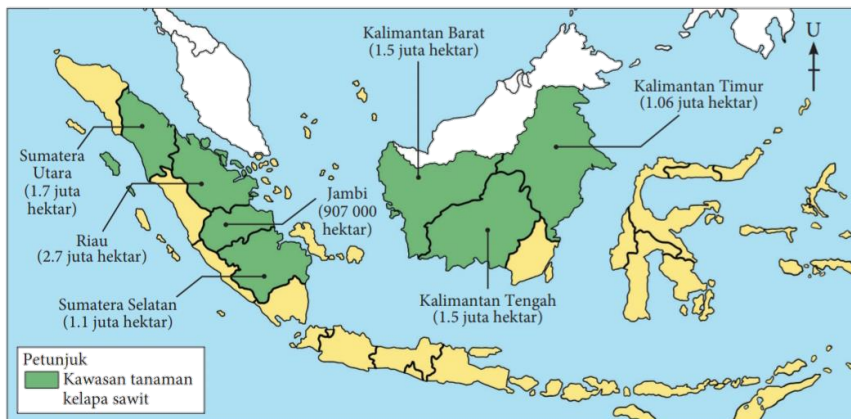 Kalimantan Barat
(1.5 juta hektar)
U
Kalimantan Timur
(1.06 juta hektar)
Sumatera
Utara
(1.7 juta
hektar)
Jambi
(907 000
hektar)
Riau
(2.7 juta hektar)
Sumatera Selatan
(1.1 juta hektar)
Kalimantan Tengah
(1.5 juta hektar)
Petunjuk
Kawasan tanaman
kelapa sawit